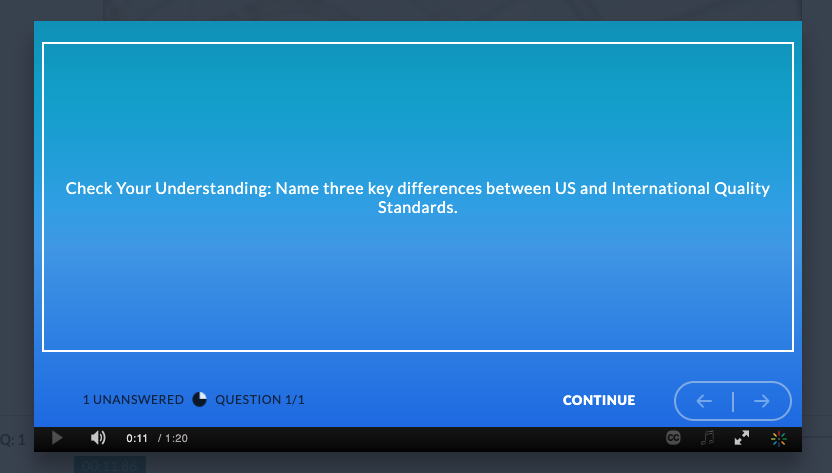 Check Your Understanding: Name three key differences between US and International Quality
Standards.
1 UNANSWERED QUESTION 1/1
CONTINUE
Q: 1
0:11 / 1:20
CC